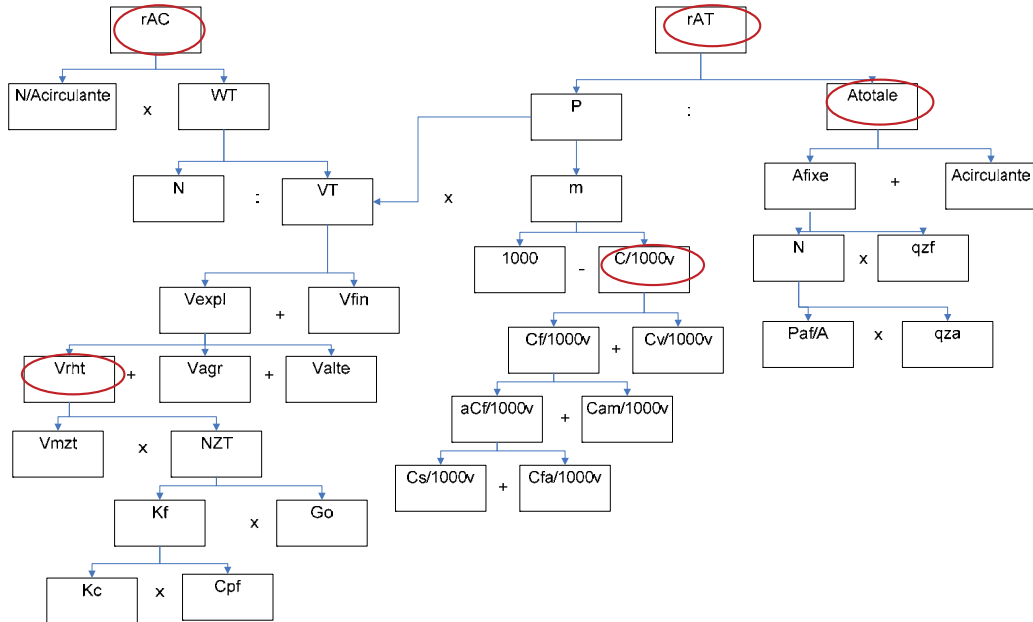 rAC
rAT
N/Acirculante
x
WT
P
:
Atotale
N
:
VT
x
m
Afixe
+
Acirculante
1000
-
C/1000v
N
x
qzf
Vexpl
+
Vfin
Cf/1000v
+
Cv/1000v
Paf/A
x
qza
Vrht
+
Vagr
+
Valte
aCf/1000v
+
Cam/1000v
Vmzt
x
NZT
Cs/1000v
+
Cfa/1000v
Kf
x
Go
Kc
x
Cpf